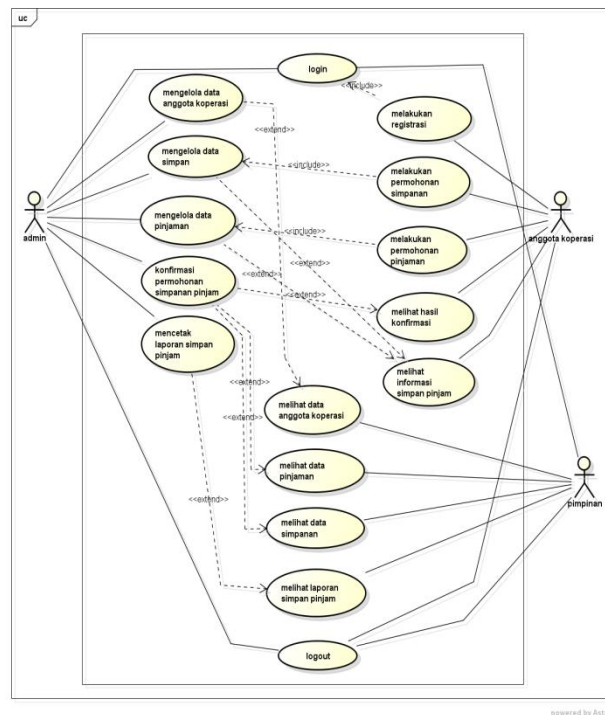 uc
login
<<include>>
mengelola data
anggota koperasi
melakukan
registrasi
<<extend>>
mengelola data
simpan
<<include>>
melakukan
permohonan
simpanan
admin
anggota koperasi
mengelola data
pinjaman
<<include>>
melakukan
permohonan
pinjaman
<<extend>>
<<extend>>
konfirmasi
permohonan
simpanan pinjam
<<extend>>
melihat hasil
konfirmasi
mencetak
laporan simpan
pinjam
melihat
informasi
simpan pinjam
<<extend>>
<<extend>>
melihat data
anggota koperasi
melihat data
pinjaman
<<extend>>
pimpinan
melihat data
simpanan
melihat laporan
simpan pinjam
logout
powered by Ast